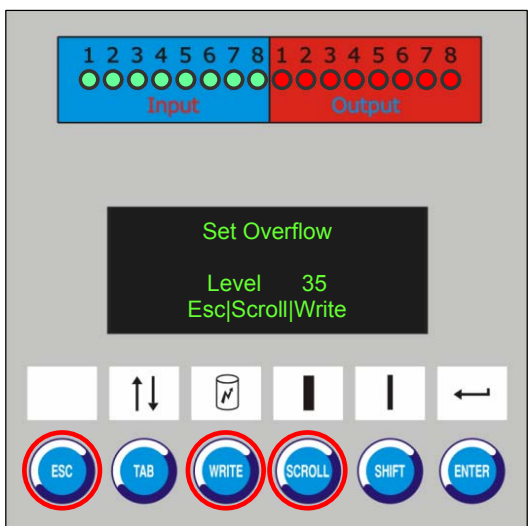 1 2 3 4 5 6 7 8 1 2 3 4 5 6 7 8
Input Output
Set Overflow
Level 35
Esc|Scroll|Write
ESC TAB WRITE SCROLL SHIFT ENTER